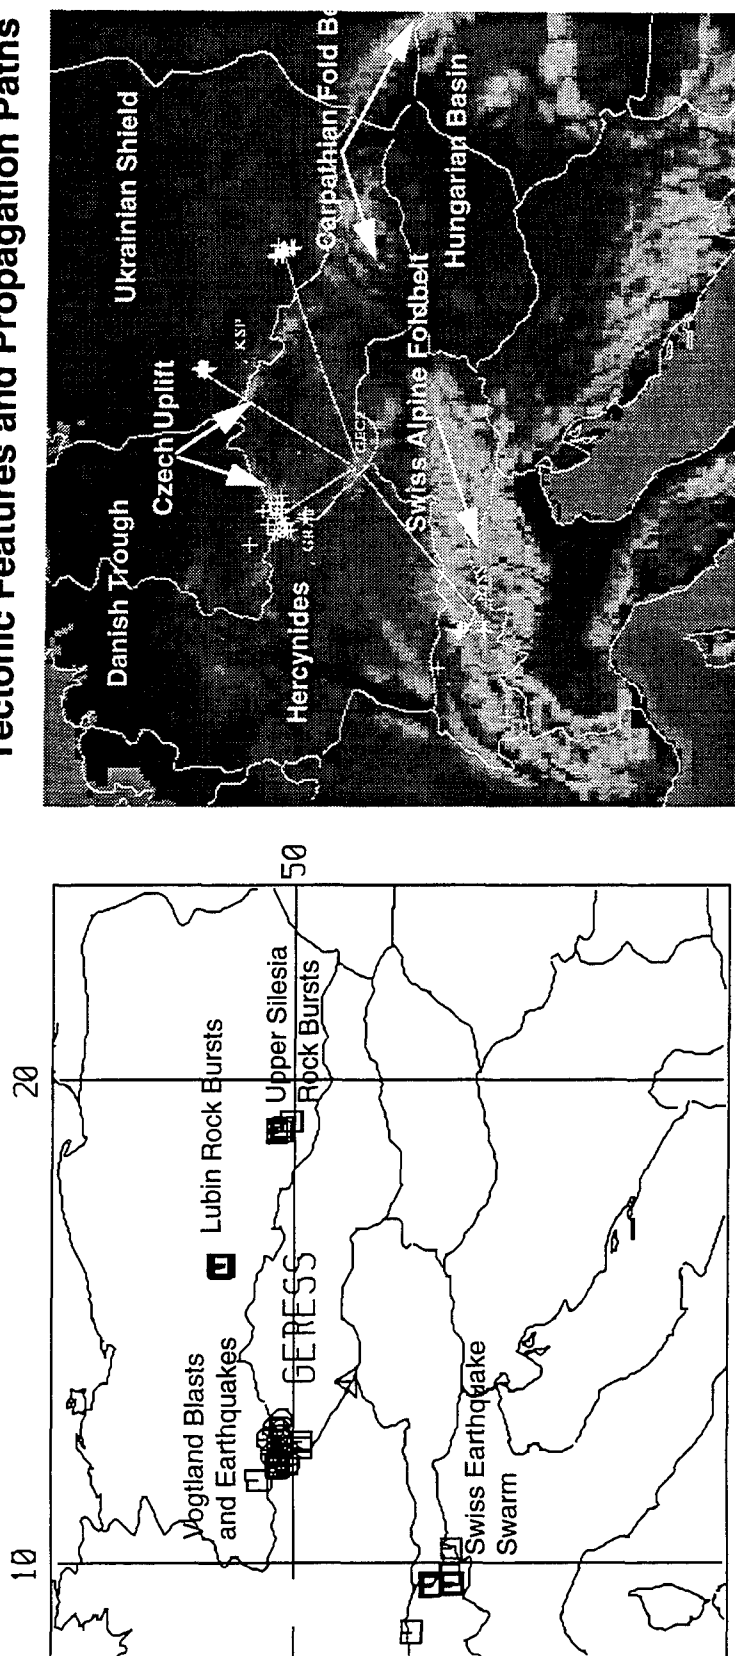 Tectonic Features and Propagation Paths
10
20
50
Vogtland Blasts
and Earthquakes
Lubin Rock Bursts
Upper Silesia
Rock Bursts
GERESS
Swiss Earthquake
Swarm
Danish Trough
Czech Uplift
Ukrainian Shield
KSP
Hercynides
Carpathian Fold Be
Swiss Alpine Foldbelt
Hungarian Basin